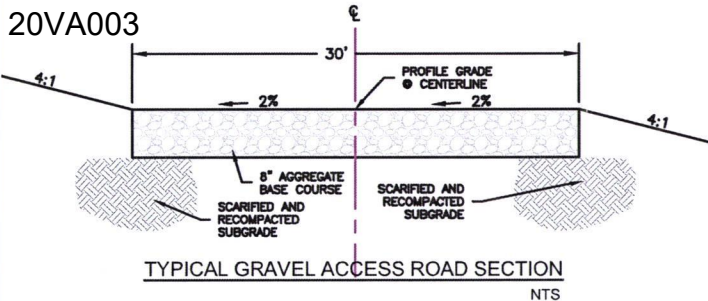 20VA003
℄
30'
4:1
PROFILE GRADE
@ CENTERLINE
2%
2%
4:1
8" AGGREGATE
BASE COURSE
SCARIFIED AND
RECOMPACTED
SUBGRADE
SCARIFIED AND
RECOMPACTED
SUBGRADE
TYPICAL GRAVEL ACCESS ROAD SECTION
NTS